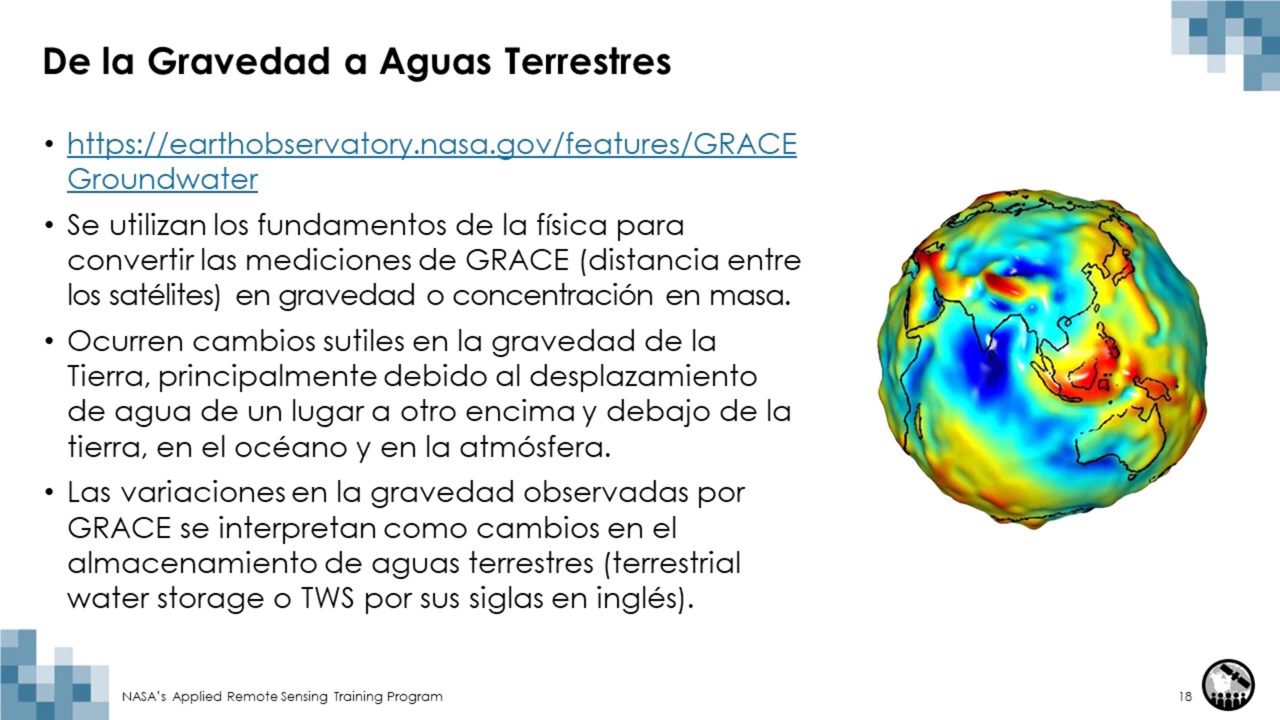 De la Gravedad a Aguas Terrestres
• https://earthobservatory.nasa.gov/features/GRACE
Groundwater
• Se utilizan los fundamentos de la física para
convertir las mediciones de GRACE (distancia entre
los satélites) en gravedad o concentración en masa.
• Ocurren cambios sutiles en la gravedad de la
Tierra, principalmente debido al desplazamiento
de agua de un lugar a otro encima y debajo de la
tierra, en el océano y en la atmósfera.
• Las variaciones en la gravedad observadas por
GRACE se interpretan como cambios en el
almacenamiento de aguas terrestres (terrestrial
water storage o TWS por sus siglas en inglés).
NASA's Applied Remote Sensing Training Program
18